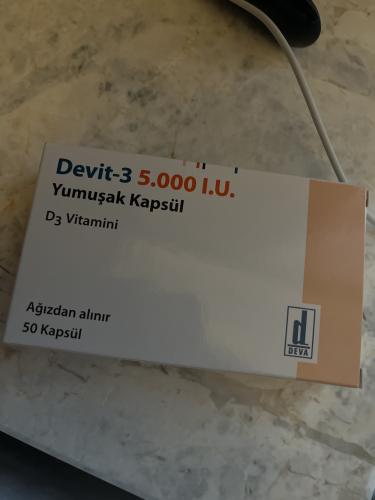 Devit-3 5.000 I.U.
Yumuşak Kapsül
D3 Vitamini
Ağızdan alınır
50 Kapsül
d
DEVA